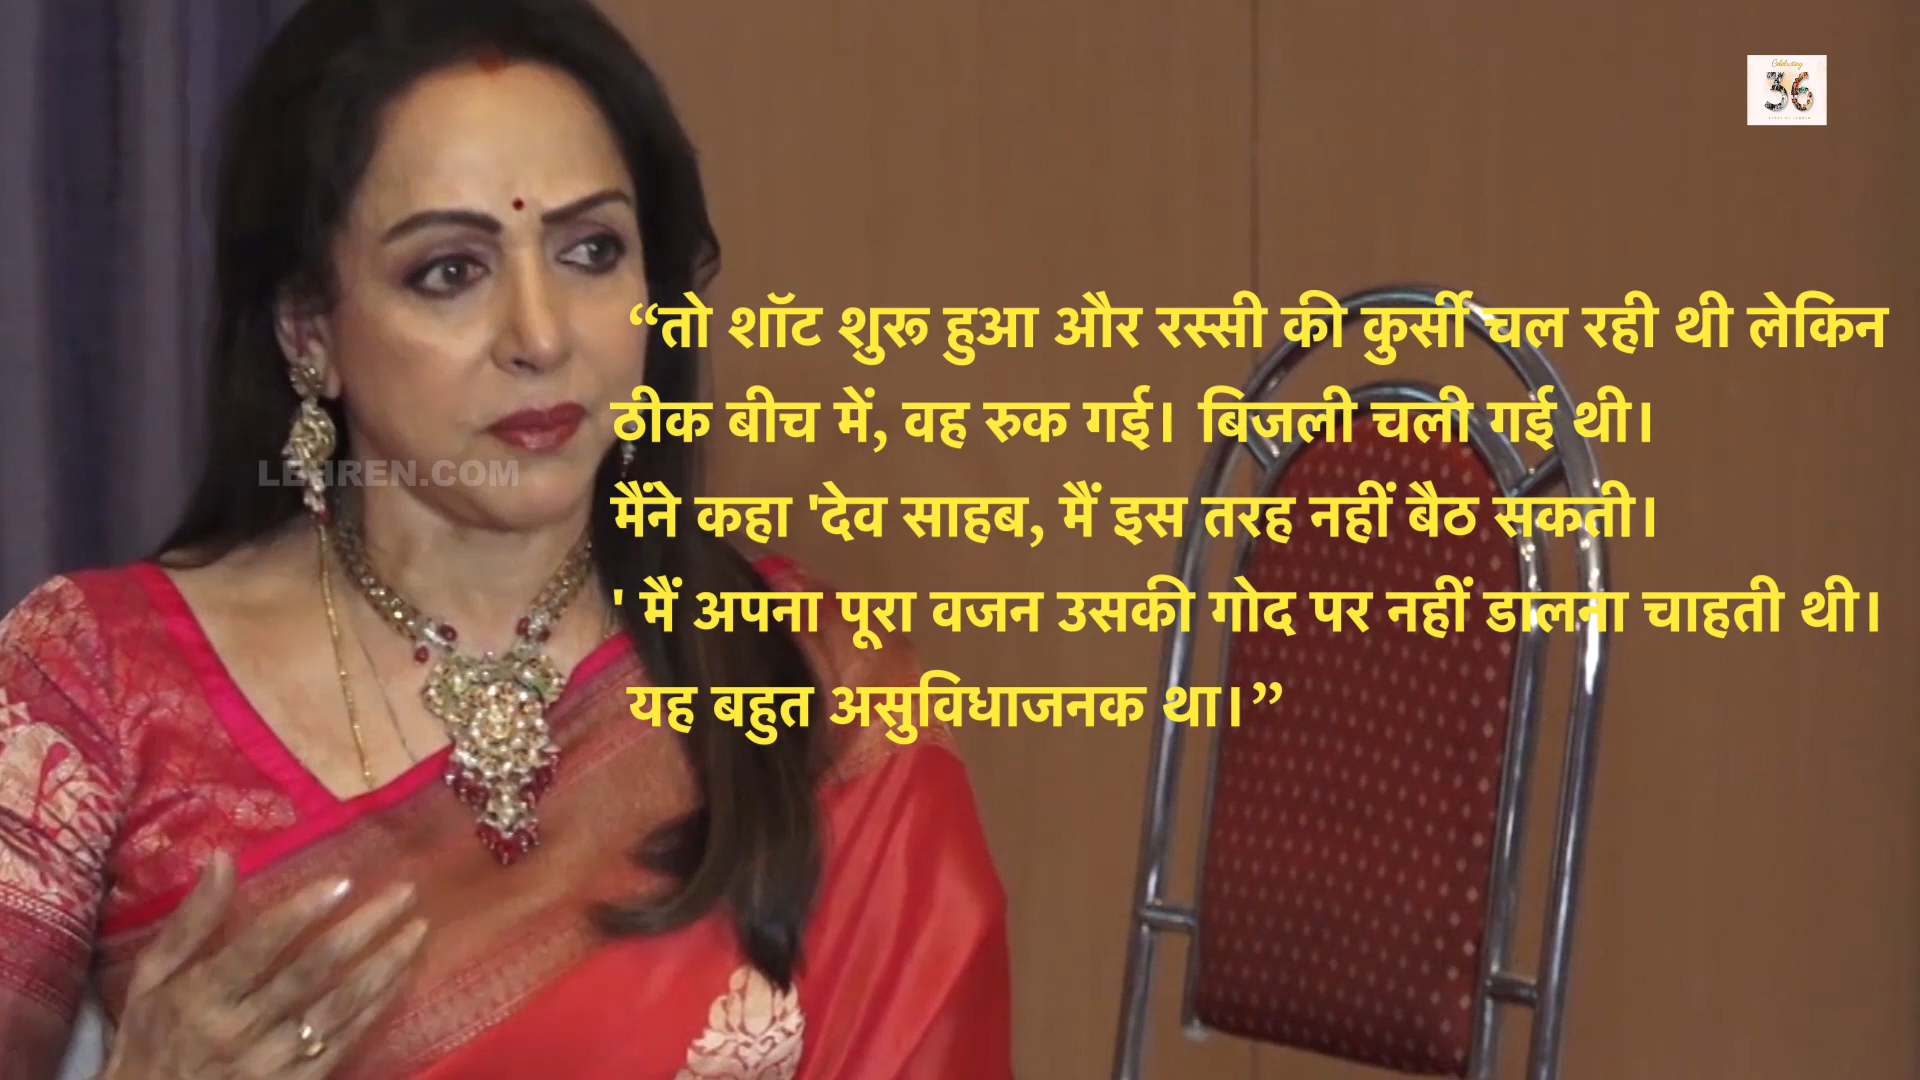 Celebrating
36
“तो शॉट शुरू हुआ और रस्सी की कुर्सी चल रही थी लेकिन
ठीक बीच में, वह रुक गई। बिजली चली गई थी।
LEHREN.COM
मैंने कहा 'देव साहब, मैं इस तरह नहीं बैठ सकती।
' मैं अपना पूरा वजन उसकी गोद पर नहीं डालना चाहती थी।
यह बहुत असुविधाजनक था।”